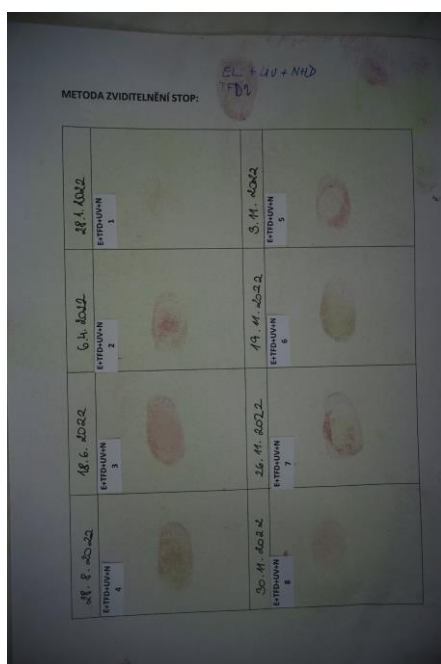 EL + UV + NHD
TFD2
METODA ZVIDITELNĚNÍ STOP:
28.1.2022
E+TFD+UV+N
1
6.4.2022
E+TFD+UV+N
2
18.6.2022
E+TFD+UV+N
3
28.8.2022
E+TFD+UV+N
4
3.11.2022
E+TFD+UV+N
5
19.11.2022
E+TFD+UV+N
6
26.11.2022
E+TFD+UV+N
7
30.11.2022
E+TFD+UV+N
8